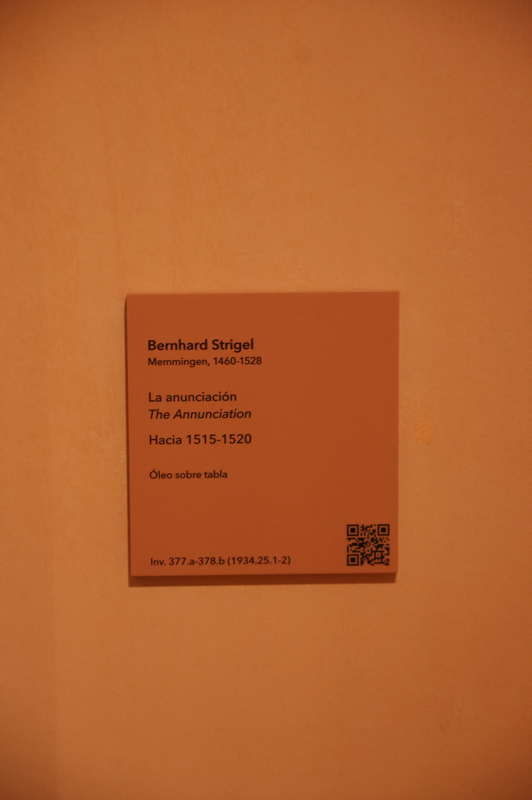 Bernhard Strigel
Memmingen, 1460-1528
La anunciación
The Annunciation
Hacia 1515-1520
Óleo sobre tabla
Inv. 377.a-378.b (1934.25.1-2)